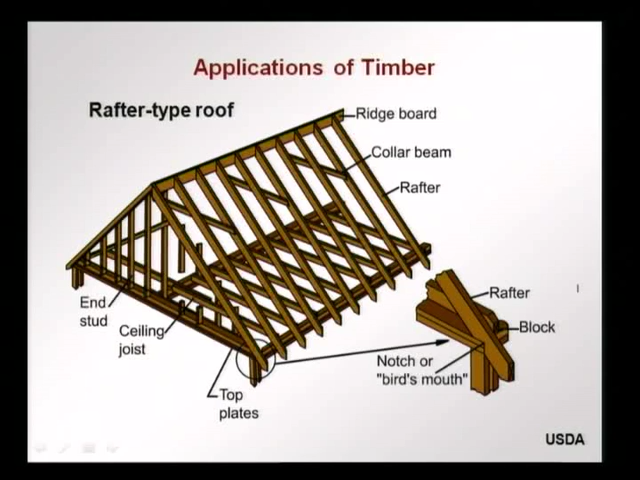 Applications of Timber
Rafter-type roof
Ridge board
Collar beam
Rafter
End
stud
Ceiling
joist
Top
plates
Rafter
Block
Notch or
"bird's mouth"
USDA